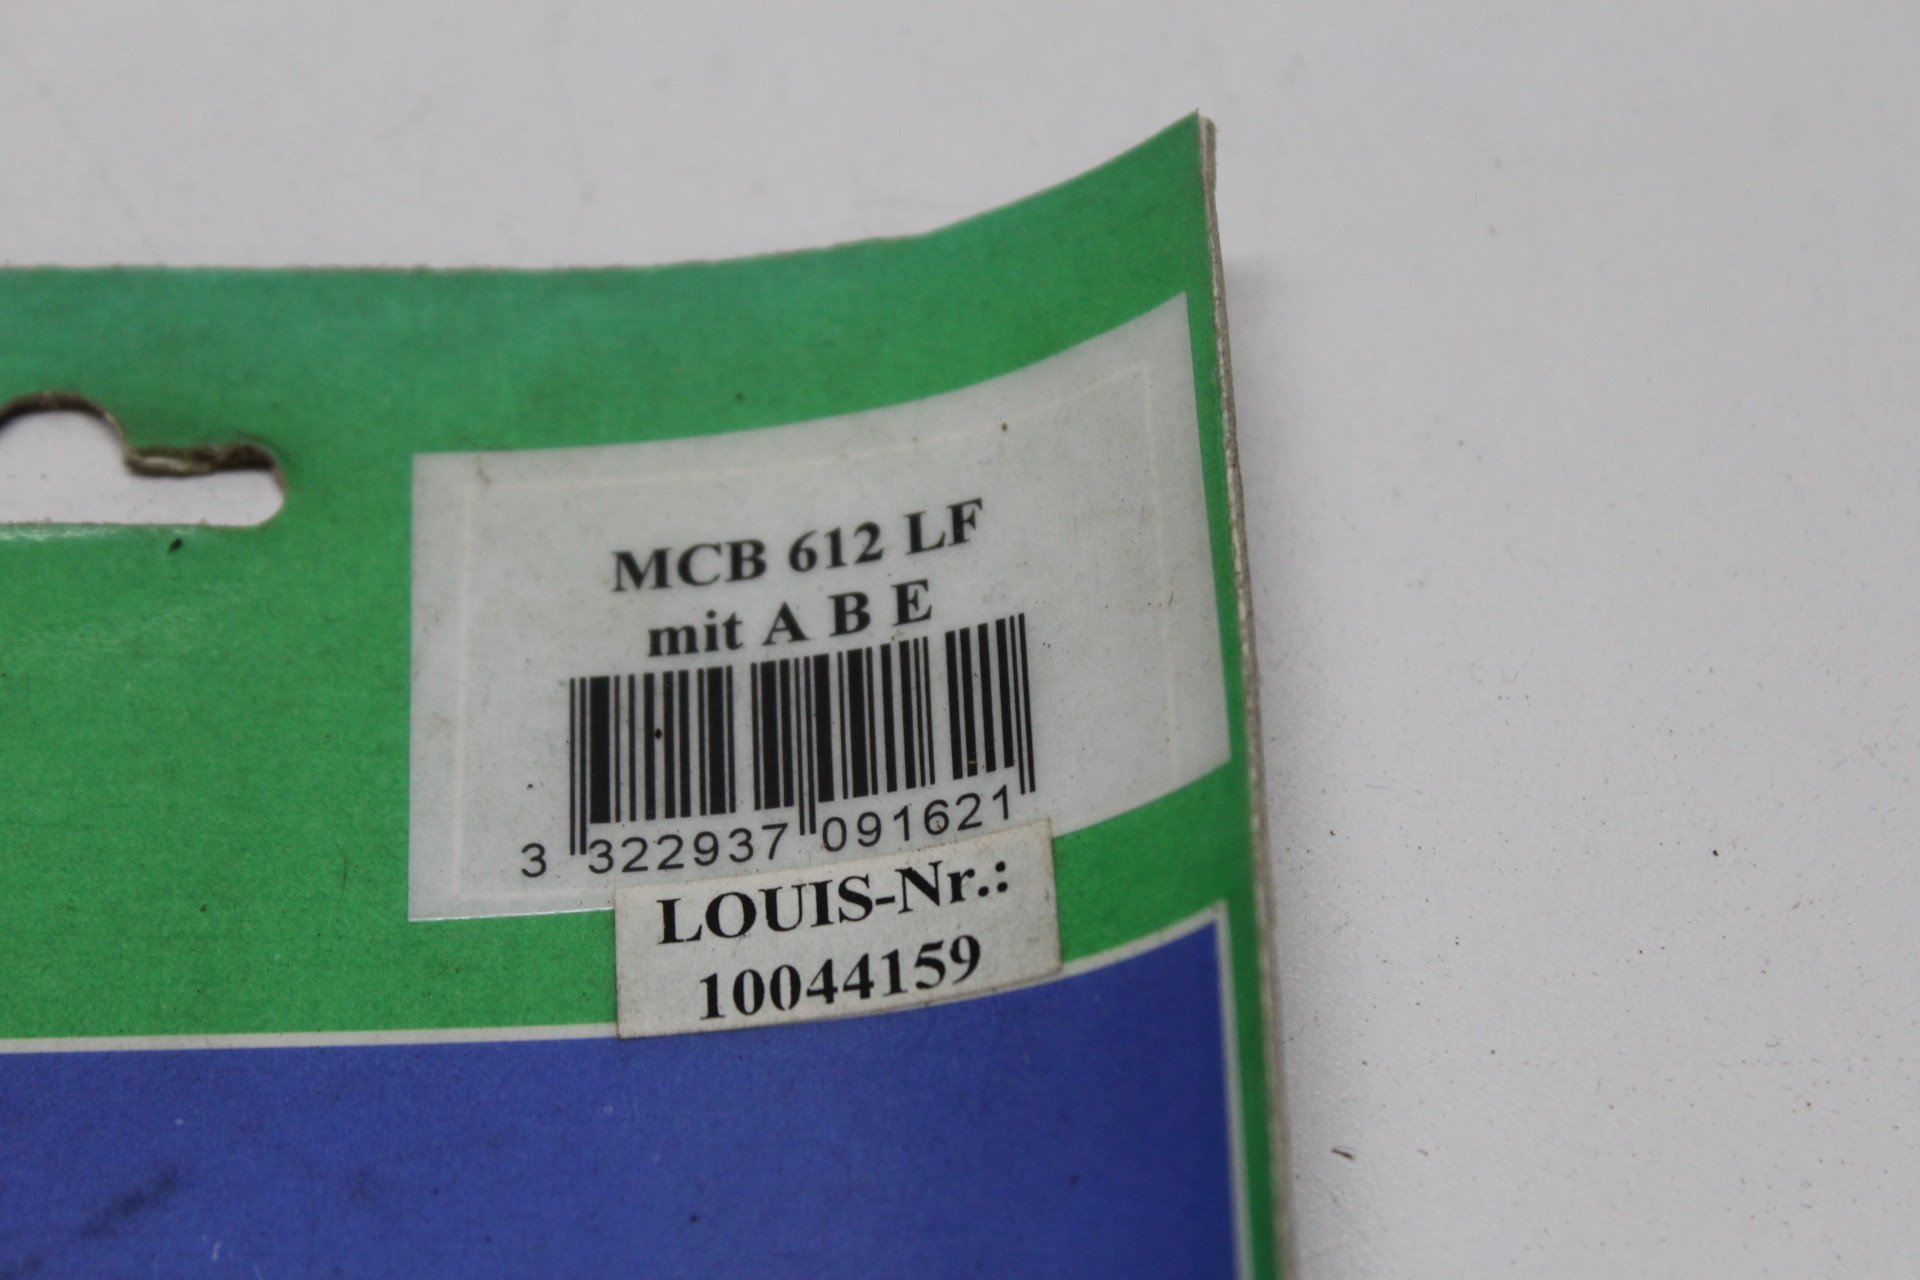 MCB 612 LF
mit A B E
3 322937 091621
LOUIS-Nr.:
10044159